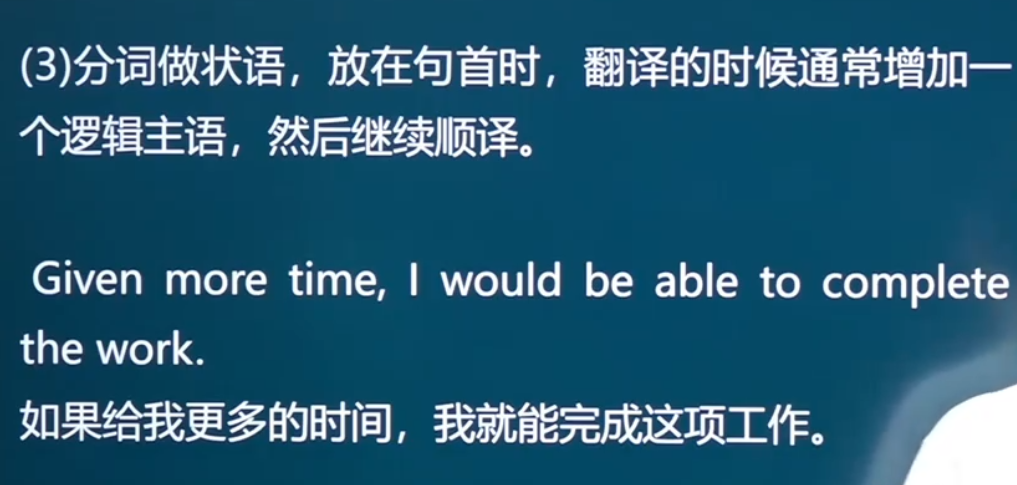 (3)分词做状语，放在句首时，翻译的时候通常增加一
个逻辑主语，然后继续顺译。
Given more time, I would be able to complete
the work.
如果给我更多的时间，我就能完成这项工作。